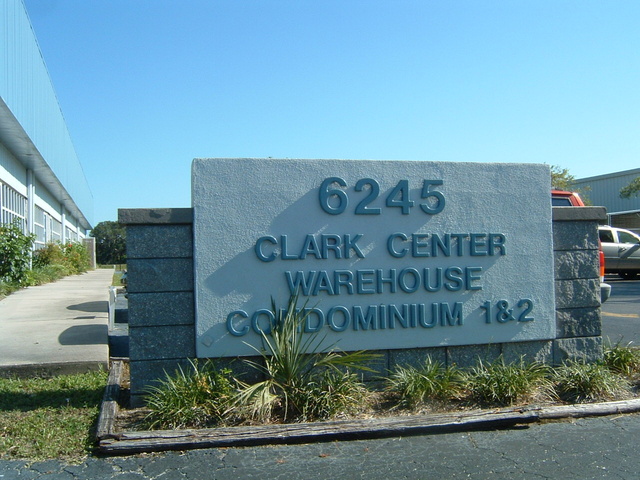 6245
CLARK CENTER
WAREHOUSE
CONDOMINIUM 1&2